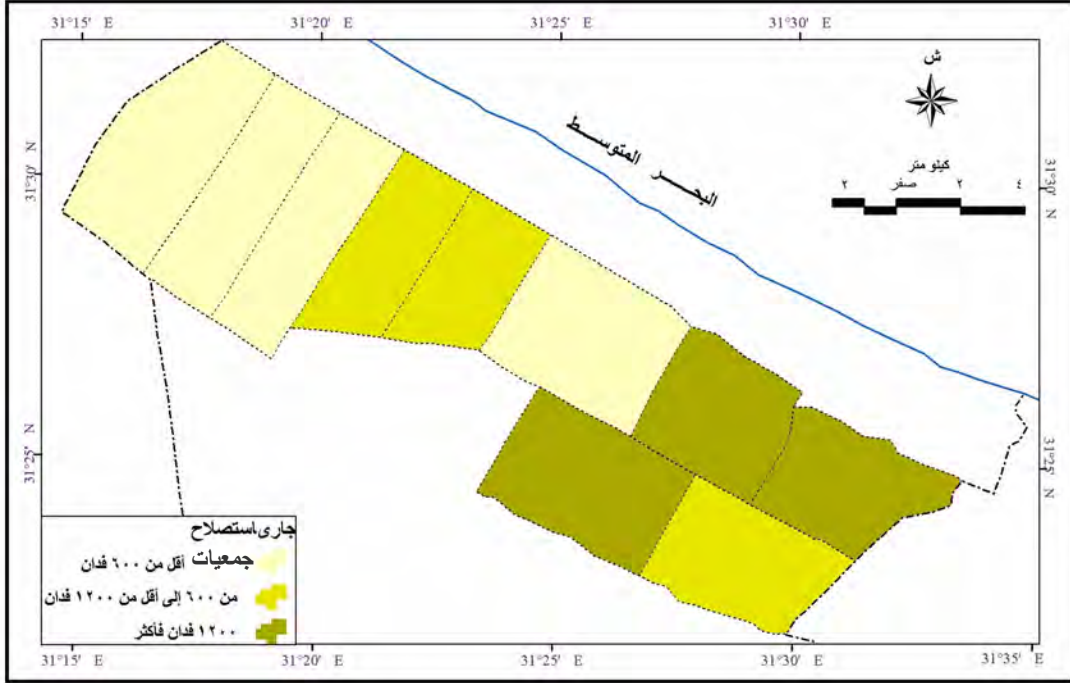 31°15' E 31°20' E 31°25' E 31°30' E
ش
البحـــر المتوســـط
كيلو متر
٢ صفر ٢ ٤
31°30' N
31°30' N
31°25' N
31°25' N
جارى استصلاح
جمعيات أقل من ٦٠٠ فدان
من ٦٠٠ إلى أقل من ١٢٠٠ فدان
١٢٠٠ فدان فأكثر
31°15' E 31°20' E 31°25' E 31°30' E 31°35' E